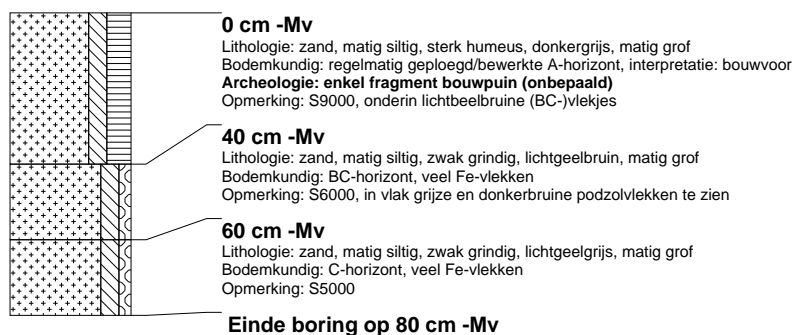 0 cm -Mv
Lithologie: zand, matig siltig, sterk humeus, donkergrijs, matig grof
Bodemkundig: regelmatig geploegd/bewerkte A-horizont, interpretatie: bouwvoor
Archeologie: enkel fragment bouwpuin (onbepaald)
Opmerking: S9000, onderin lichtbeelbruine (BC-)vlekjes
40 cm -Mv
Lithologie: zand, matig siltig, zwak grindig, lichtgeelbruin, matig grof
Bodemkundig: BC-horizont, veel Fe-vlekken
Opmerking: S6000, in vlak grijze en donkerbruine podzolvlekken te zien
60 cm -Mv
Lithologie: zand, matig siltig, zwak grindig, lichtgeelgrijs, matig grof
Bodemkundig: C-horizont, veel Fe-vlekken
Opmerking: S5000
Einde boring op 80 cm -Mv